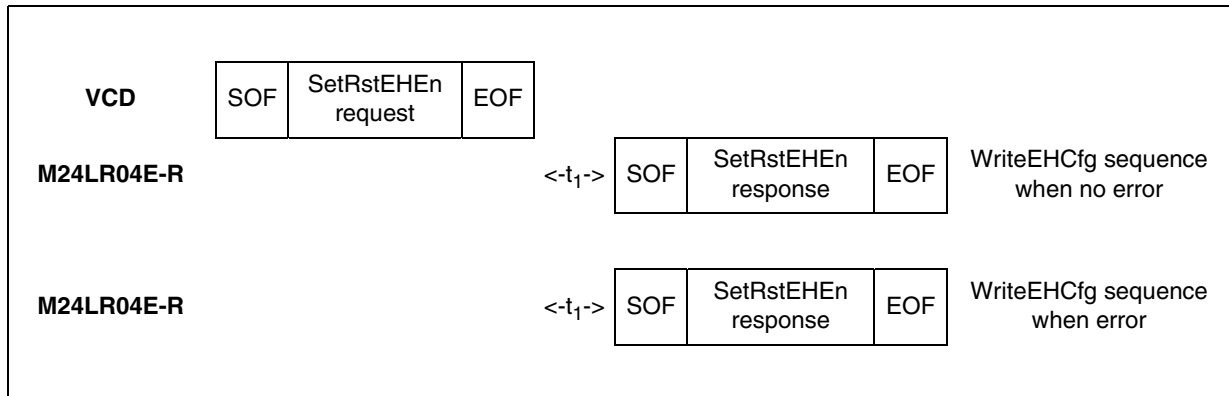 VCD
SOF
SetRstEHEn
request
EOF
M24LR04E-R
<-t₁->
SOF
SetRstEHEn
response
EOF
WriteEHCfg sequence
when no error
M24LR04E-R
<-t₁->
SOF
SetRstEHEn
response
EOF
WriteEHCfg sequence
when error